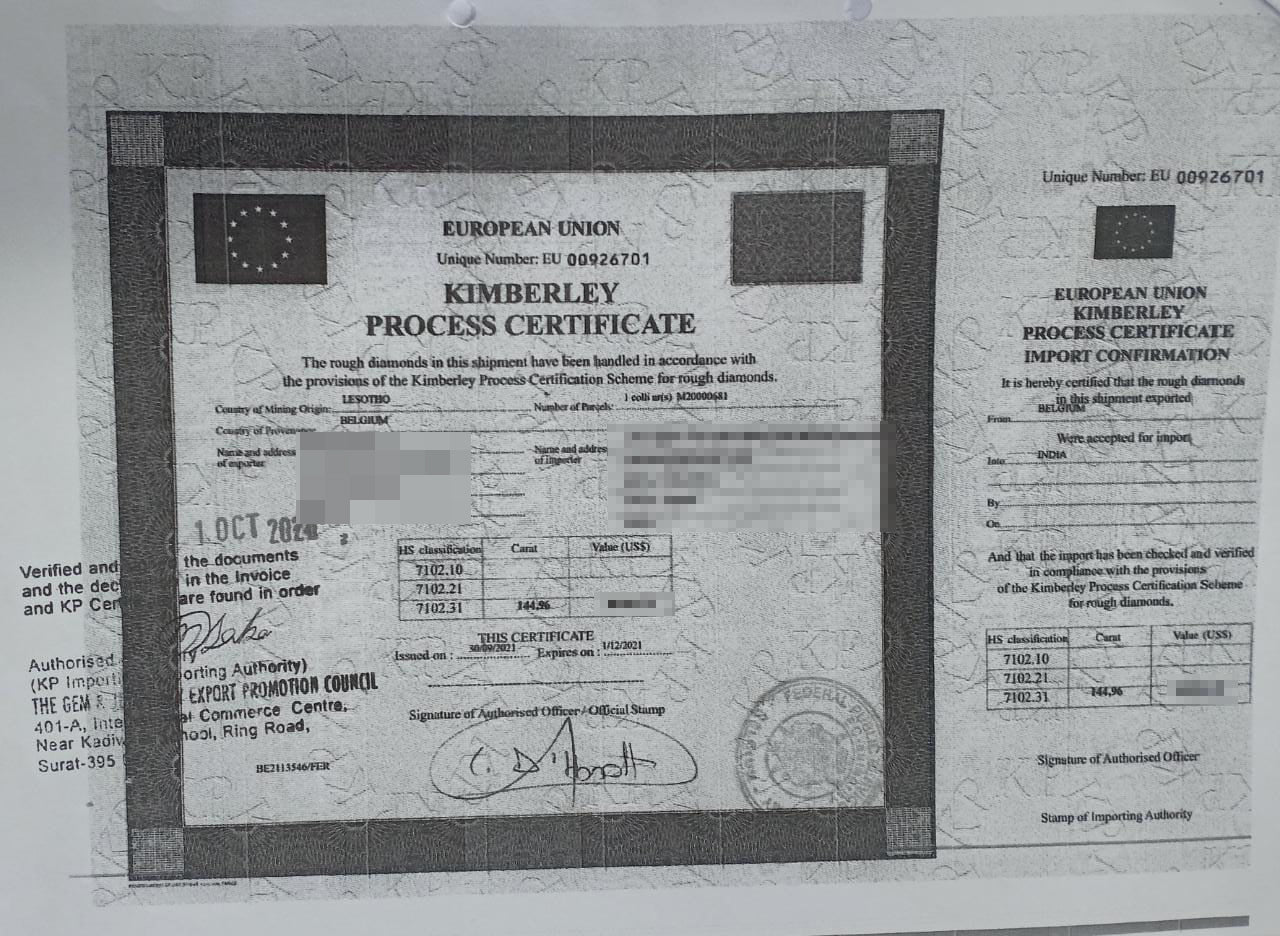 EUROPEAN UNION
Unique Number: EU 00926701
KIMBERLEY
PROCESS CERTIFICATE
The rough diamonds in this shipment have been handled in accordance with
the provisions of the Kimberley Process Certification Scheme for rough diamonds.
Country of Mining Origin: LESOTHO
Number of Parcels: 1 colli nr(s) M20000681
Country of Provenance BELGIUM
Name and address
of exporter
Name and address
of importer
1 OCT
Verified and the documents
and the dec in the Invoice
and KP Cer are found in order
Authorised
(KP Importi orting Authority)
THE GEM & J EXPORT PROMOTION COUNCIL
401-A, Inte Commerce Centre,
Near Kadiv hool, Ring Road,
Surat-395
HS classification Carat Value (US$)
7102.10
7102.21
7102.31 144,96
THIS CERTIFICATE
Issued on : 30/09/2021 Expires on : 1/12/2021
Signature of Authorised Officer / Official Stamp
BE2113546/FER
FEDERAL PUBLIC
Unique Number: EU 00926701
EUROPEAN UNION
KIMBERLEY
PROCESS CERTIFICATE
IMPORT CONFIRMATION
It is hereby certified that the rough diamonds
in this shipment exported
From BELGIUM
Were accepted for import
Into INDIA
By
On
And that the import has been checked and verified
in compliance with the provisions
of the Kimberley Process Certification Scheme
for rough diamonds.
HS classification Carat Value (US$)
7102.10
7102.21
7102.31 144,96
Signature of Authorised Officer
Stamp of Importing Authority